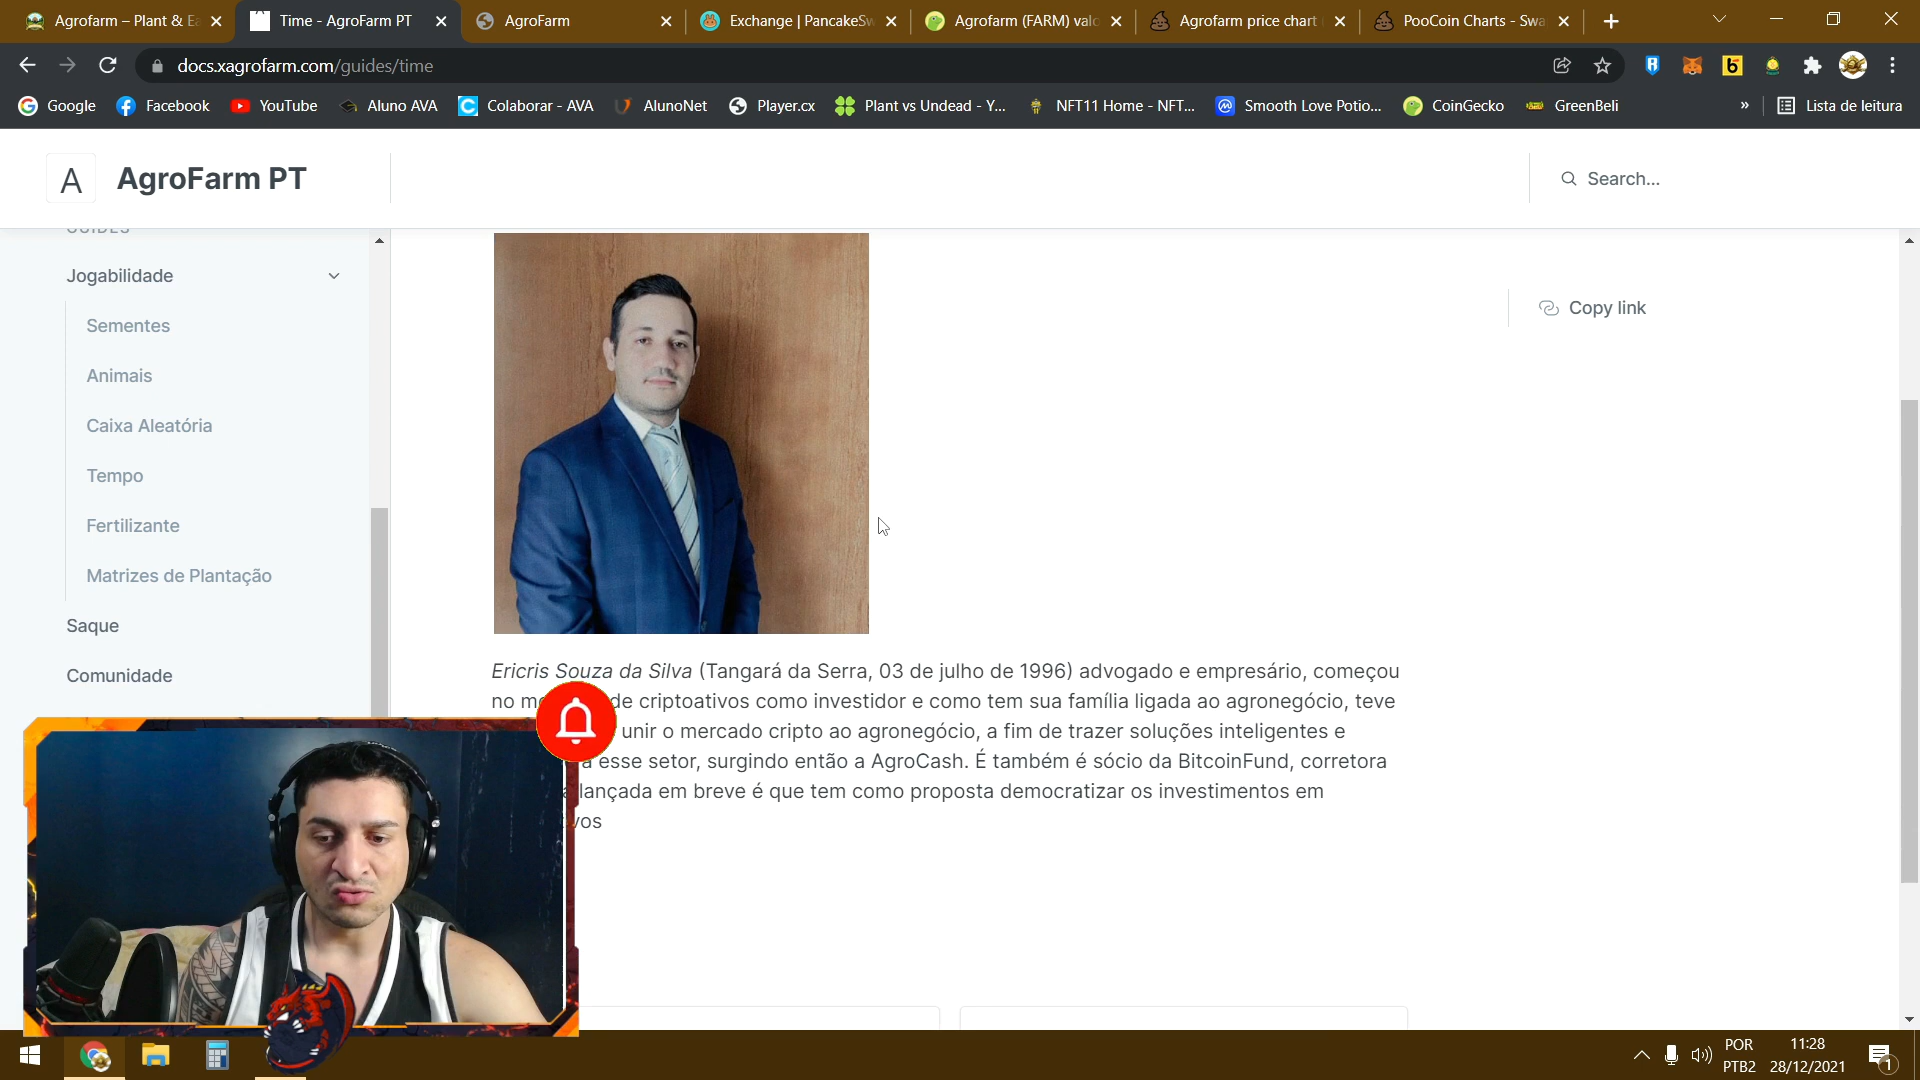 Agrofarm – Plant & Ea
Time - AgroFarm PT
AgroFarm
Exchange | PancakeSw
Agrofarm (FARM) valo
Agrofarm price chart
PooCoin Charts - Swa
docs.xagrofarm.com/guides/time
Google
Facebook
YouTube
Aluno AVA
Colaborar - AVA
AlunoNet
Player.cx
Plant vs Undead - Y...
NFT11 Home - NFT...
Smooth Love Potio...
CoinGecko
GreenBeli
»
Lista de leitura
A
AgroFarm PT
Search...
GUIDES
Jogabilidade
Sementes
Animais
Caixa Aleatória
Tempo
Fertilizante
Matrizes de Plantação
Saque
Comunidade
Copy link
Ericris Souza da Silva (Tangará da Serra, 03 de julho de 1996) advogado e empresário, começou
no de criptoativos como investidor e como tem sua família ligada ao agronegócio, teve
unir o mercado cripto ao agronegócio, a fim de trazer soluções inteligentes e
a esse setor, surgindo então a AgroCash. É também é sócio da BitcoinFund, corretora
lançada em breve é que tem como proposta democratizar os investimentos em
vos
POR
PTB2
11:28
28/12/2021
1